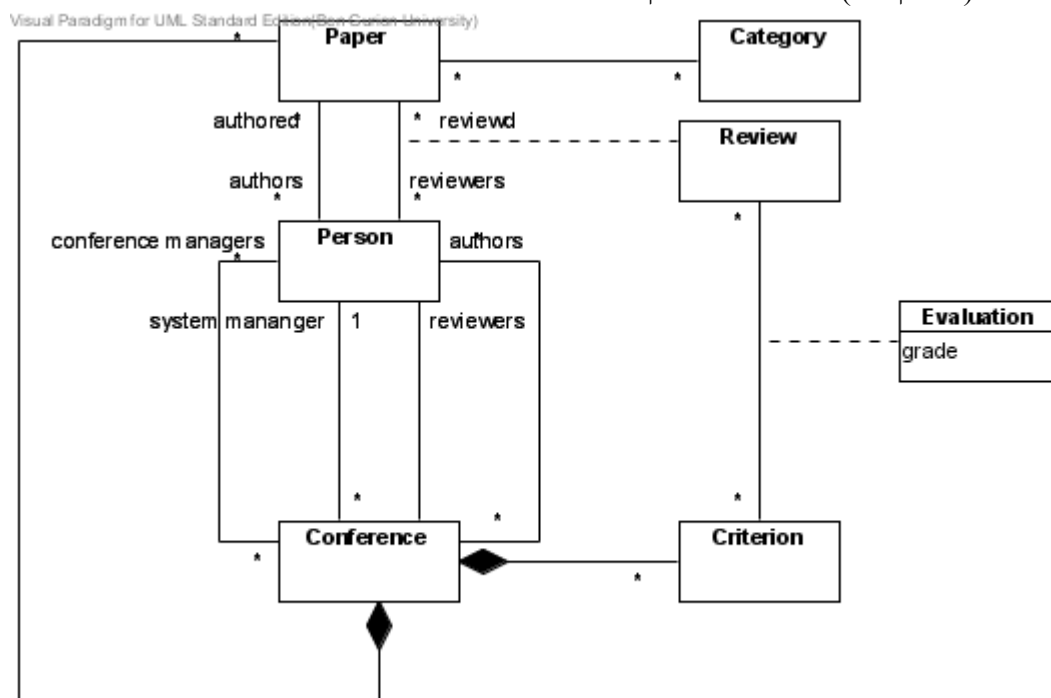 Visual Paradigm for UML Standard Edition(Ben Gurion University)
*
Paper
Category
*
*
authored
*
*
reviewd
Review
authors
*
reviewers
*
*
conference managers
*
Person
authors
*
system mananger
1
reviewers
Evaluation
grade
*
*
*
Conference
*
Criterion
*